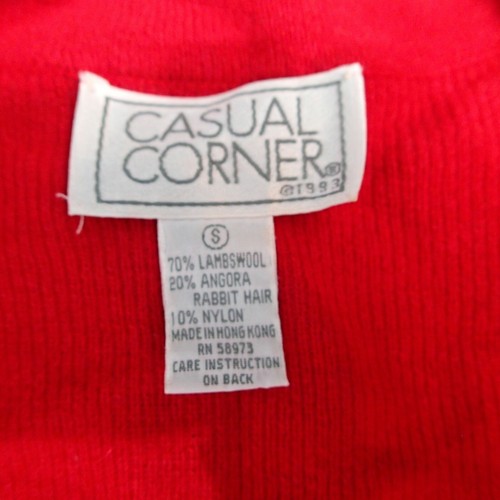 CASUAL
CORNER®
©1993
S
70% LAMBSWOOL
20% ANGORA
RABBIT HAIR
10% NYLON
MADE IN HONG KONG
RN 58973
CARE INSTRUCTION
ON BACK